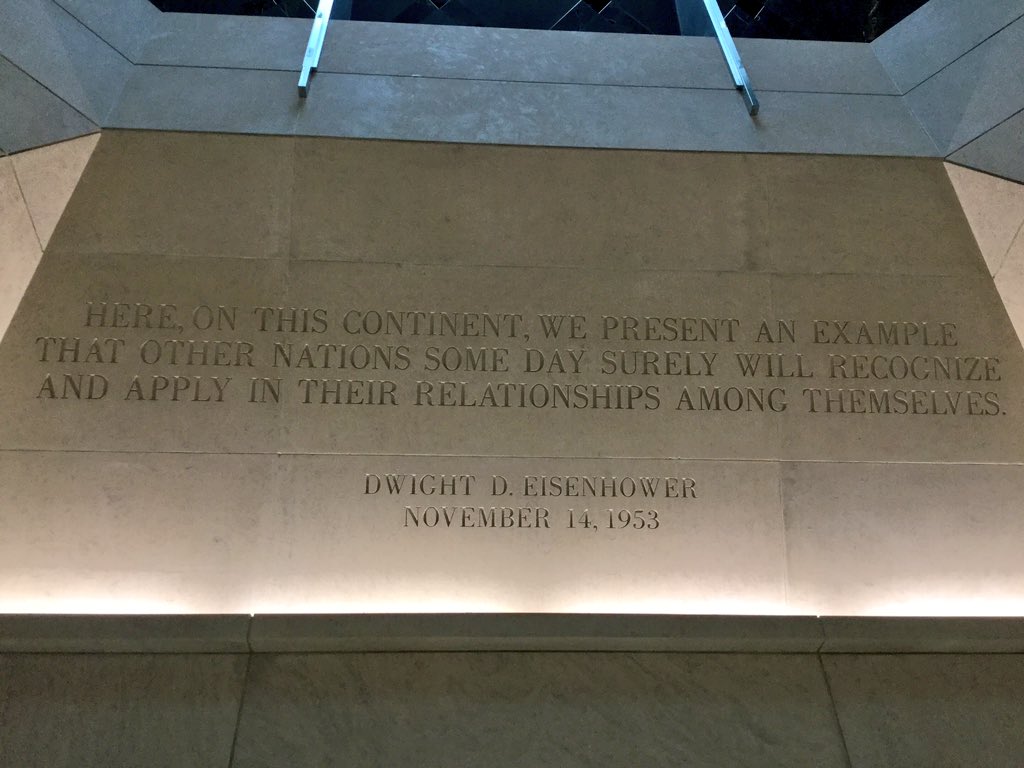 HERE, ON THIS CONTINENT, WE PRESENT AN EXAMPLE
THAT OTHER NATIONS SOME DAY SURELY WILL RECOGNIZE
AND APPLY IN THEIR RELATIONSHIPS AMONG THEMSELVES.
DWIGHT D. EISENHOWER
NOVEMBER 14, 1953